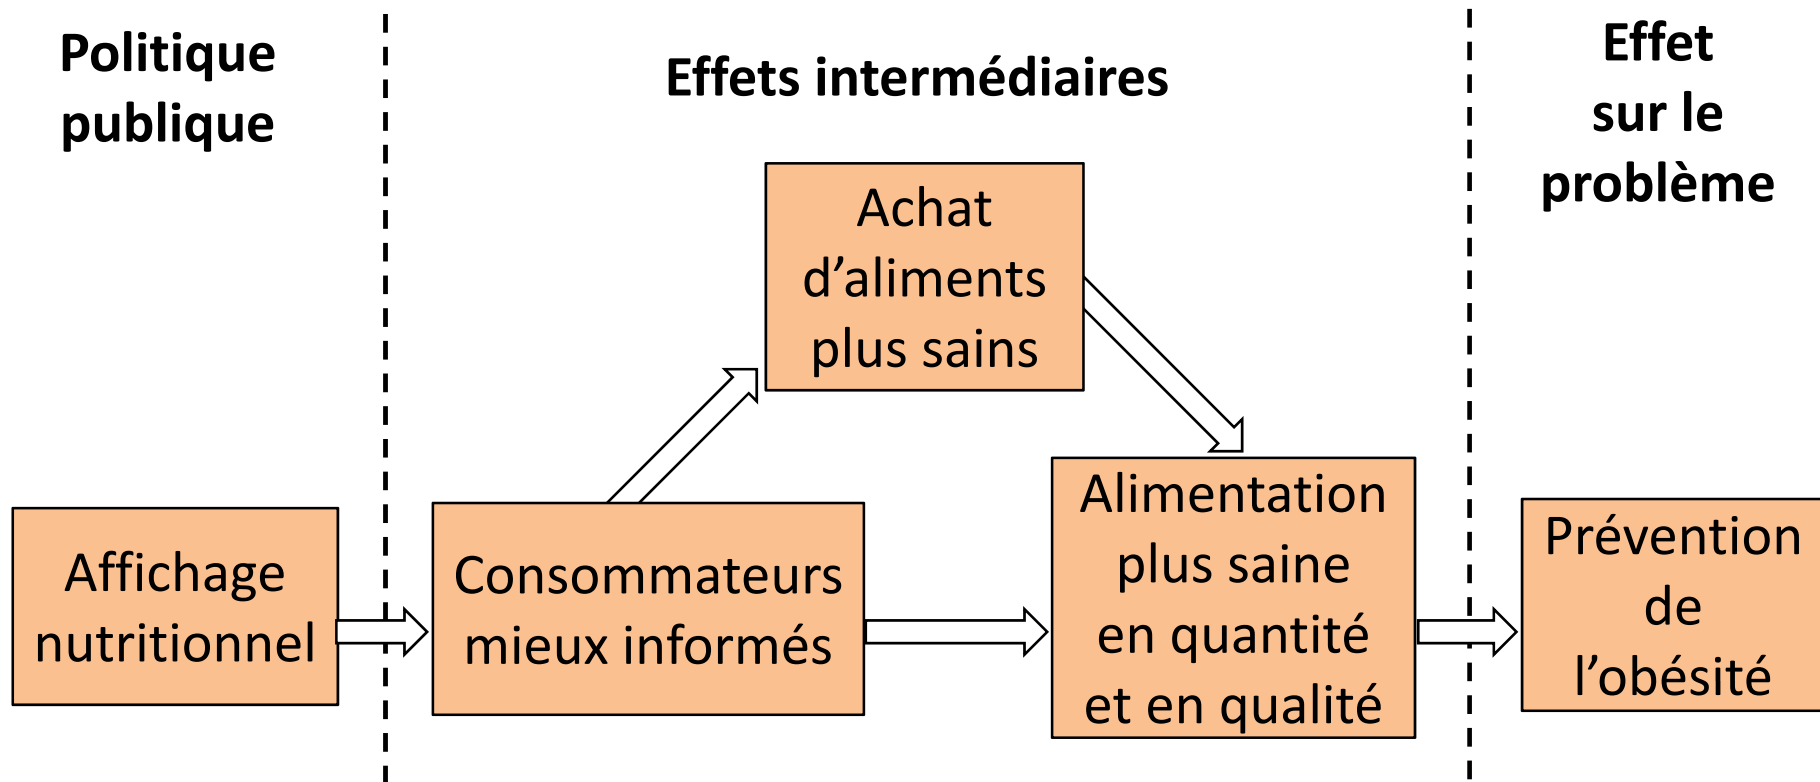 Politique
publique
Effets intermédiaires
Effet
sur le
problème
Achat
d’aliments
plus sains
Affichage
nutritionnel
Consommateurs
mieux informés
Alimentation
plus saine
en quantité
et en qualité
Prévention
de
l’obésité